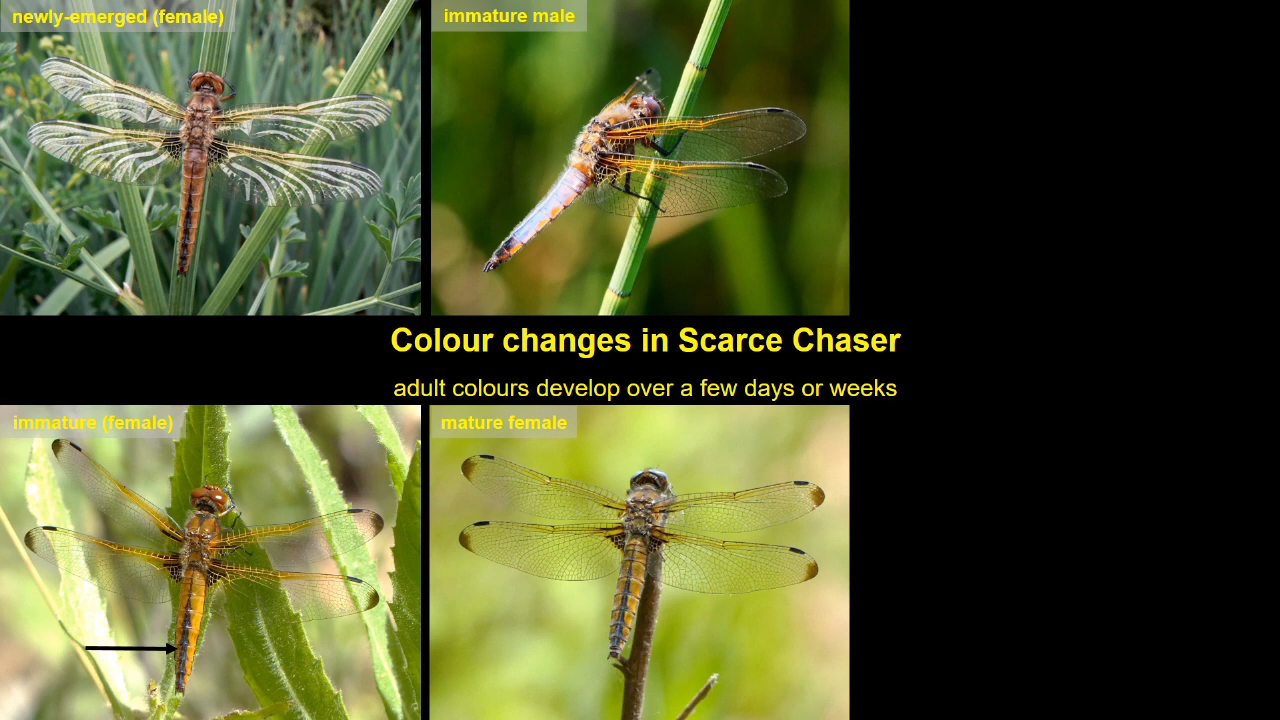 newly-emerged (female)
immature male
Colour changes in Scarce Chaser
adult colours develop over a few days or weeks
immature (female)
mature female